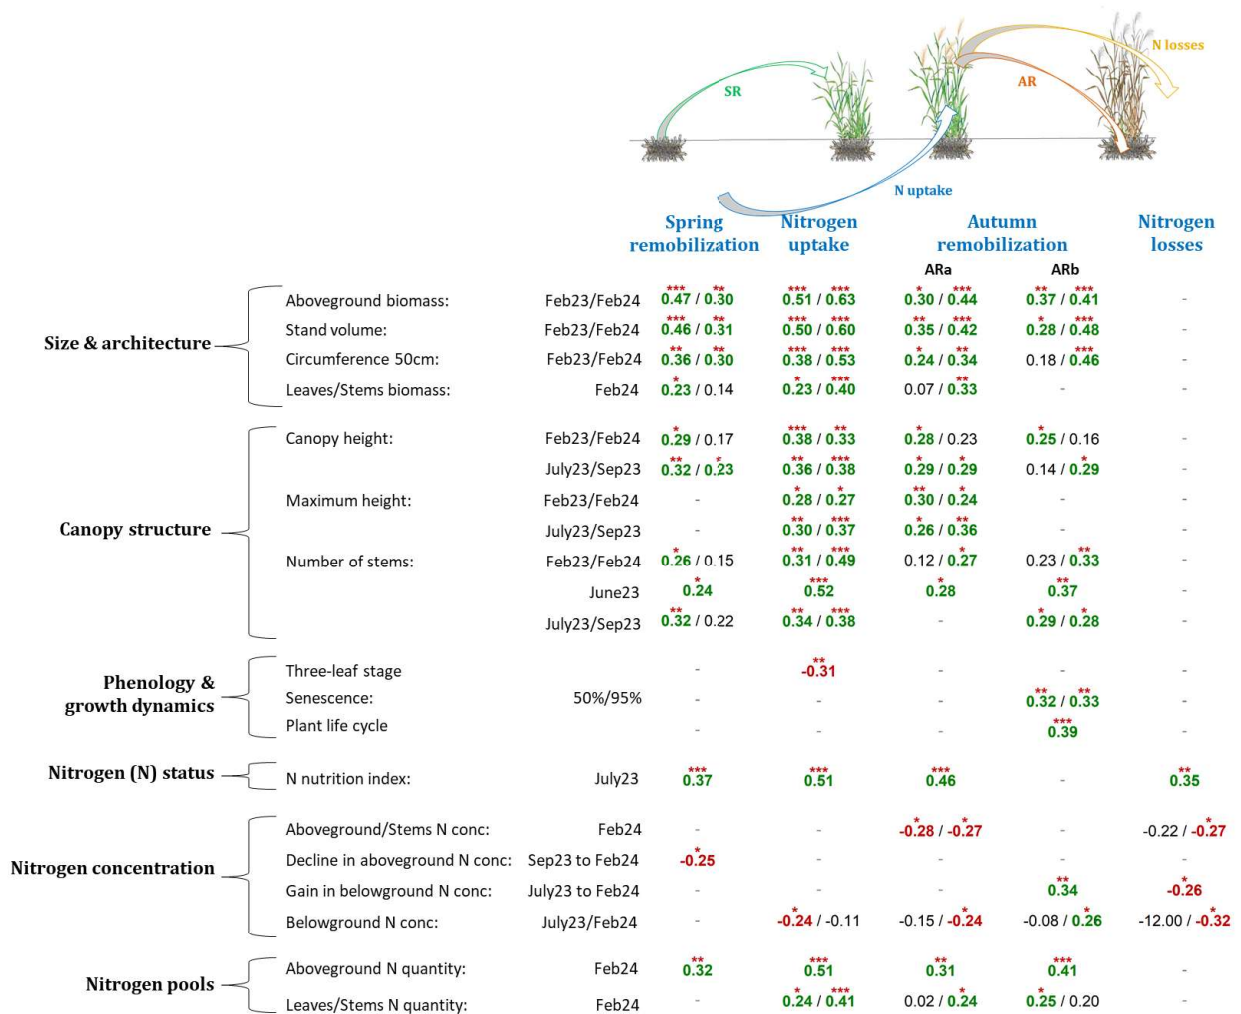 N losses
SR
AR
N uptake
Spring remobilization
Nitrogen uptake
Autumn remobilization
Nitrogen losses
ARa
ARb
Size & architecture
Aboveground biomass: Feb23/Feb24 *** ** 0.47 / 0.30 *** *** 0.51 / 0.63 * *** 0.30 / 0.44 ** *** 0.37 / 0.41 -
Stand volume: Feb23/Feb24 *** ** 0.46 / 0.31 *** *** 0.50 / 0.60 ** *** 0.35 / 0.42 * *** 0.28 / 0.48 -
Circumference 50cm: Feb23/Feb24 ** ** 0.36 / 0.30 *** *** 0.38 / 0.53 * ** 0.24 / 0.34 *** 0.18 / 0.46 -
Leaves/Stems biomass: Feb24 * 0.23 / 0.14 * *** 0.23 / 0.40 ** 0.07 / 0.33 - -
Canopy structure
Canopy height: Feb23/Feb24 * 0.29 / 0.17 *** ** 0.38 / 0.33 * 0.28 / 0.23 * 0.25 / 0.16 -
July23/Sep23 ** * 0.32 / 0.23 ** *** 0.36 / 0.38 * * 0.29 / 0.29 * 0.14 / 0.29 -
Maximum height: Feb23/Feb24 - * * 0.28 / 0.27 ** * 0.30 / 0.24 - -
July23/Sep23 - ** *** 0.30 / 0.37 * ** 0.26 / 0.36 - -
Number of stems: Feb23/Feb24 * 0.26 / 0.15 ** *** 0.31 / 0.49 * 0.12 / 0.27 ** 0.23 / 0.33 -
June23 * 0.24 *** 0.52 * 0.28 ** 0.37 -
July23/Sep23 ** 0.32 / 0.22 ** *** 0.34 / 0.38 - * * 0.29 / 0.28 -
Phenology & growth dynamics
Three-leaf stage - ** -0.31 - - -
Senescence: 50%/95% - - - ** ** 0.32 / 0.33 -
Plant life cycle - - - *** 0.39 -
Nitrogen (N) status
N nutrition index: July23 *** 0.37 *** 0.51 *** 0.46 - ** 0.35
Nitrogen concentration
Aboveground/Stems N conc: Feb24 - - * * -0.28 / -0.27 - * -0.22 / -0.27
Decline in aboveground N conc: Sep23 to Feb24 * -0.25 - - - -
Gain in belowground N conc: July23 to Feb24 - - - ** 0.34 * -0.26
Belowground N conc: July23/Feb24 - * -0.24 / -0.11 * -0.15 / -0.24 * -0.08 / 0.26 * -12.00 / -0.32
Nitrogen pools
Aboveground N quantity: Feb24 ** 0.32 *** 0.51 ** 0.31 *** 0.41 -
Leaves/Stems N quantity: Feb24 - * *** 0.24 / 0.41 * 0.02 / 0.24 * 0.25 / 0.20 -